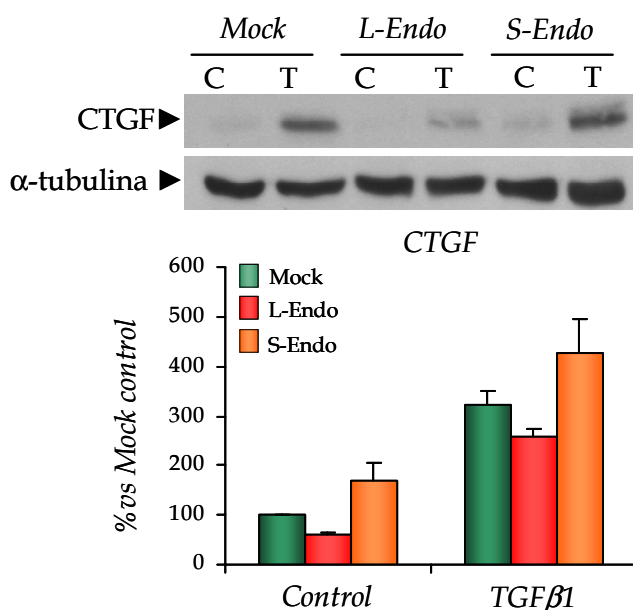 Mock L-Endo S-Endo
C T C T C T
CTGF
α-tubulina
CTGF
600
500
400
300
200
100
0
% vs Mock control
Mock
L-Endo
S-Endo
Control TGFβ1